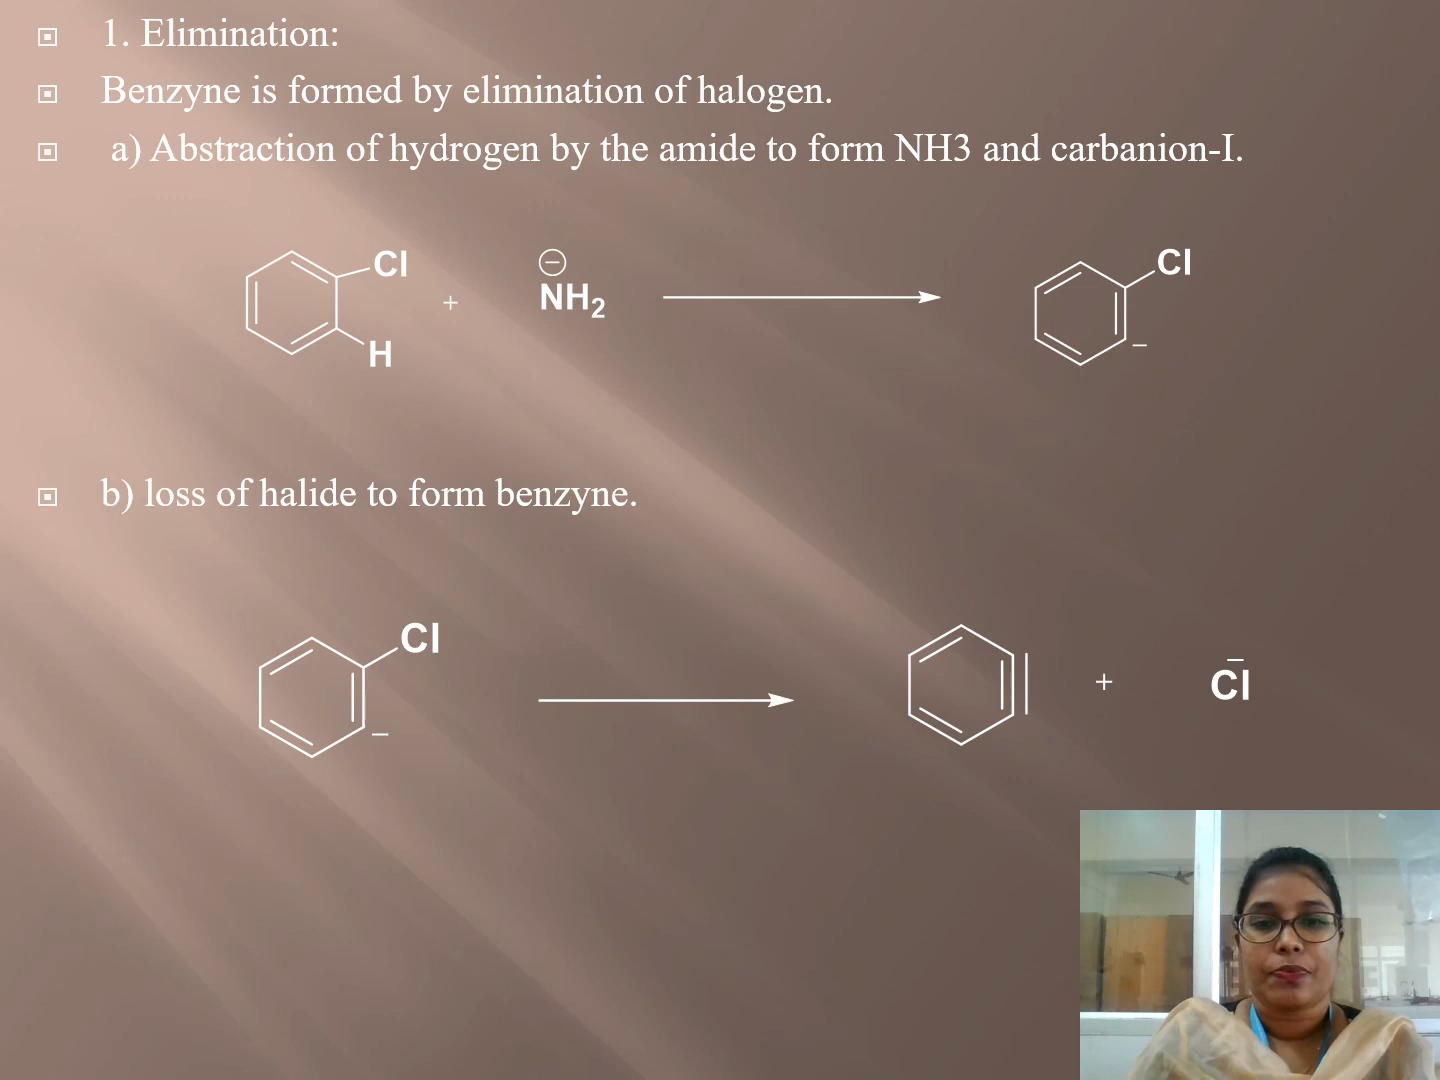 1. Elimination:
Benzyne is formed by elimination of halogen.
a) Abstraction of hydrogen by the amide to form NH3 and carbanion-I.
Cl
H
+
⊖
NH2
Cl
–
b) loss of halide to form benzyne.
Cl
–
+
–
Cl